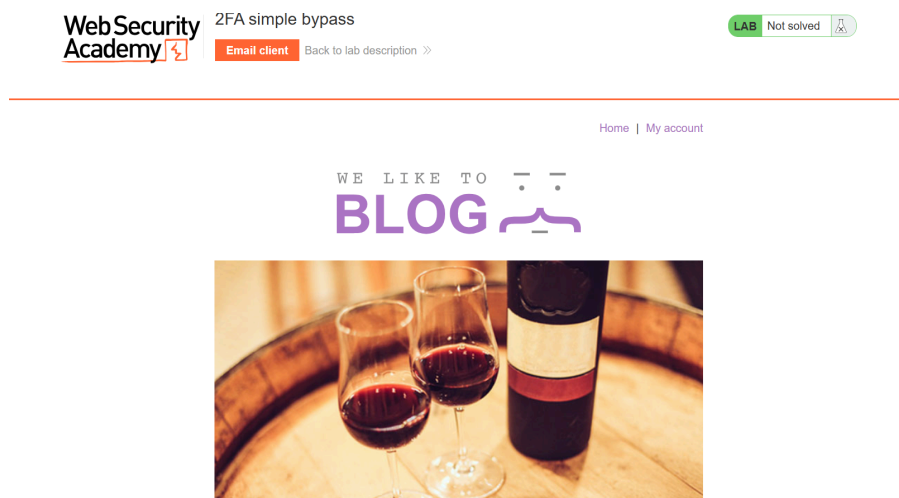 Web Security
Academy
2FA simple bypass
Email client Back to lab description >>
LAB Not solved
Home | My account
WE LIKE TO
BLOG